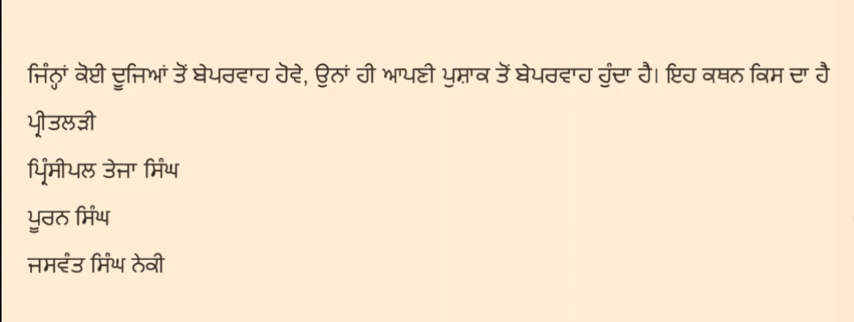 ਜਿੰਨ੍ਹਾਂ ਕੋਈ ਦੂਜਿਆਂ ਤੋਂ ਬੇਪਰਵਾਹ ਹੋਵੇ, ਉਨਾਂ ਹੀ ਆਪਣੀ ਪੁਸ਼ਾਕ ਤੋਂ ਬੇਪਰਵਾਹ ਹੁੰਦਾ ਹੈ। ਇਹ ਕਥਨ ਕਿਸ ਦਾ ਹੈ
ਪ੍ਰੀਤਲੜੀ
ਪ੍ਰਿੰਸੀਪਲ ਤੇਜਾ ਸਿੰਘ
ਪੂਰਨ ਸਿੰਘ
ਜਸਵੰਤ ਸਿੰਘ ਨੇਕੀ